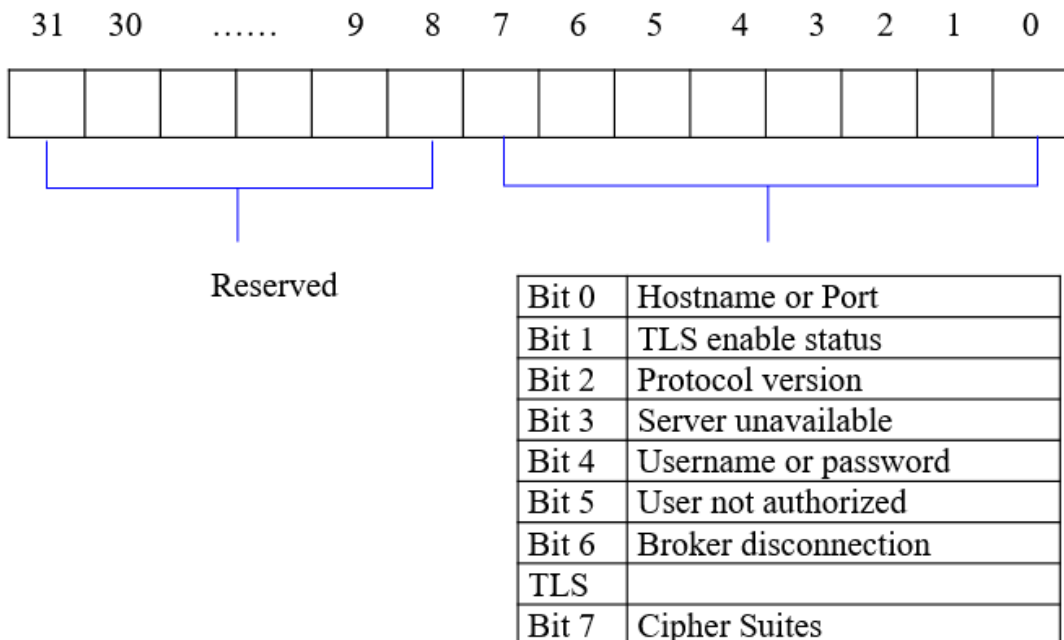 31 30 ...... 9 8 7 6 5 4 3 2 1 0
Reserved
Bit 0 Hostname or Port
Bit 1 TLS enable status
Bit 2 Protocol version
Bit 3 Server unavailable
Bit 4 Username or password
Bit 5 User not authorized
Bit 6 Broker disconnection
TLS
Bit 7 Cipher Suites